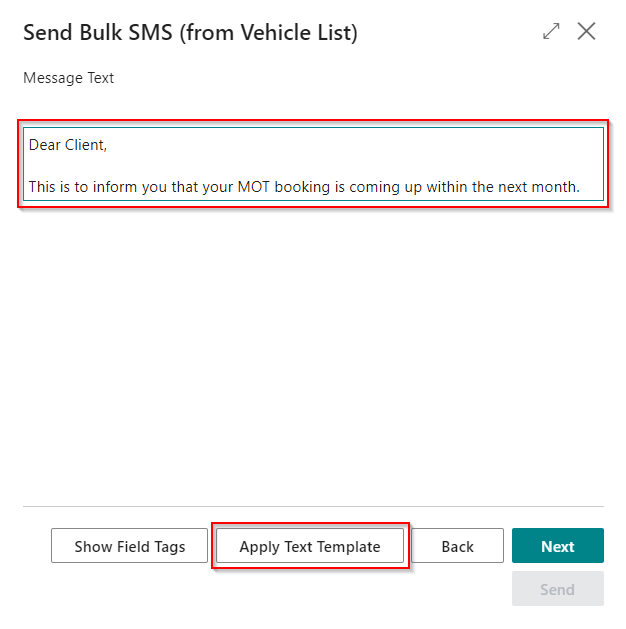 Send Bulk SMS (from Vehicle List)
Message Text
Dear Client,
This is to inform you that your MOT booking is coming up within the next month.
Show Field Tags
Apply Text Template
Back
Next
Send